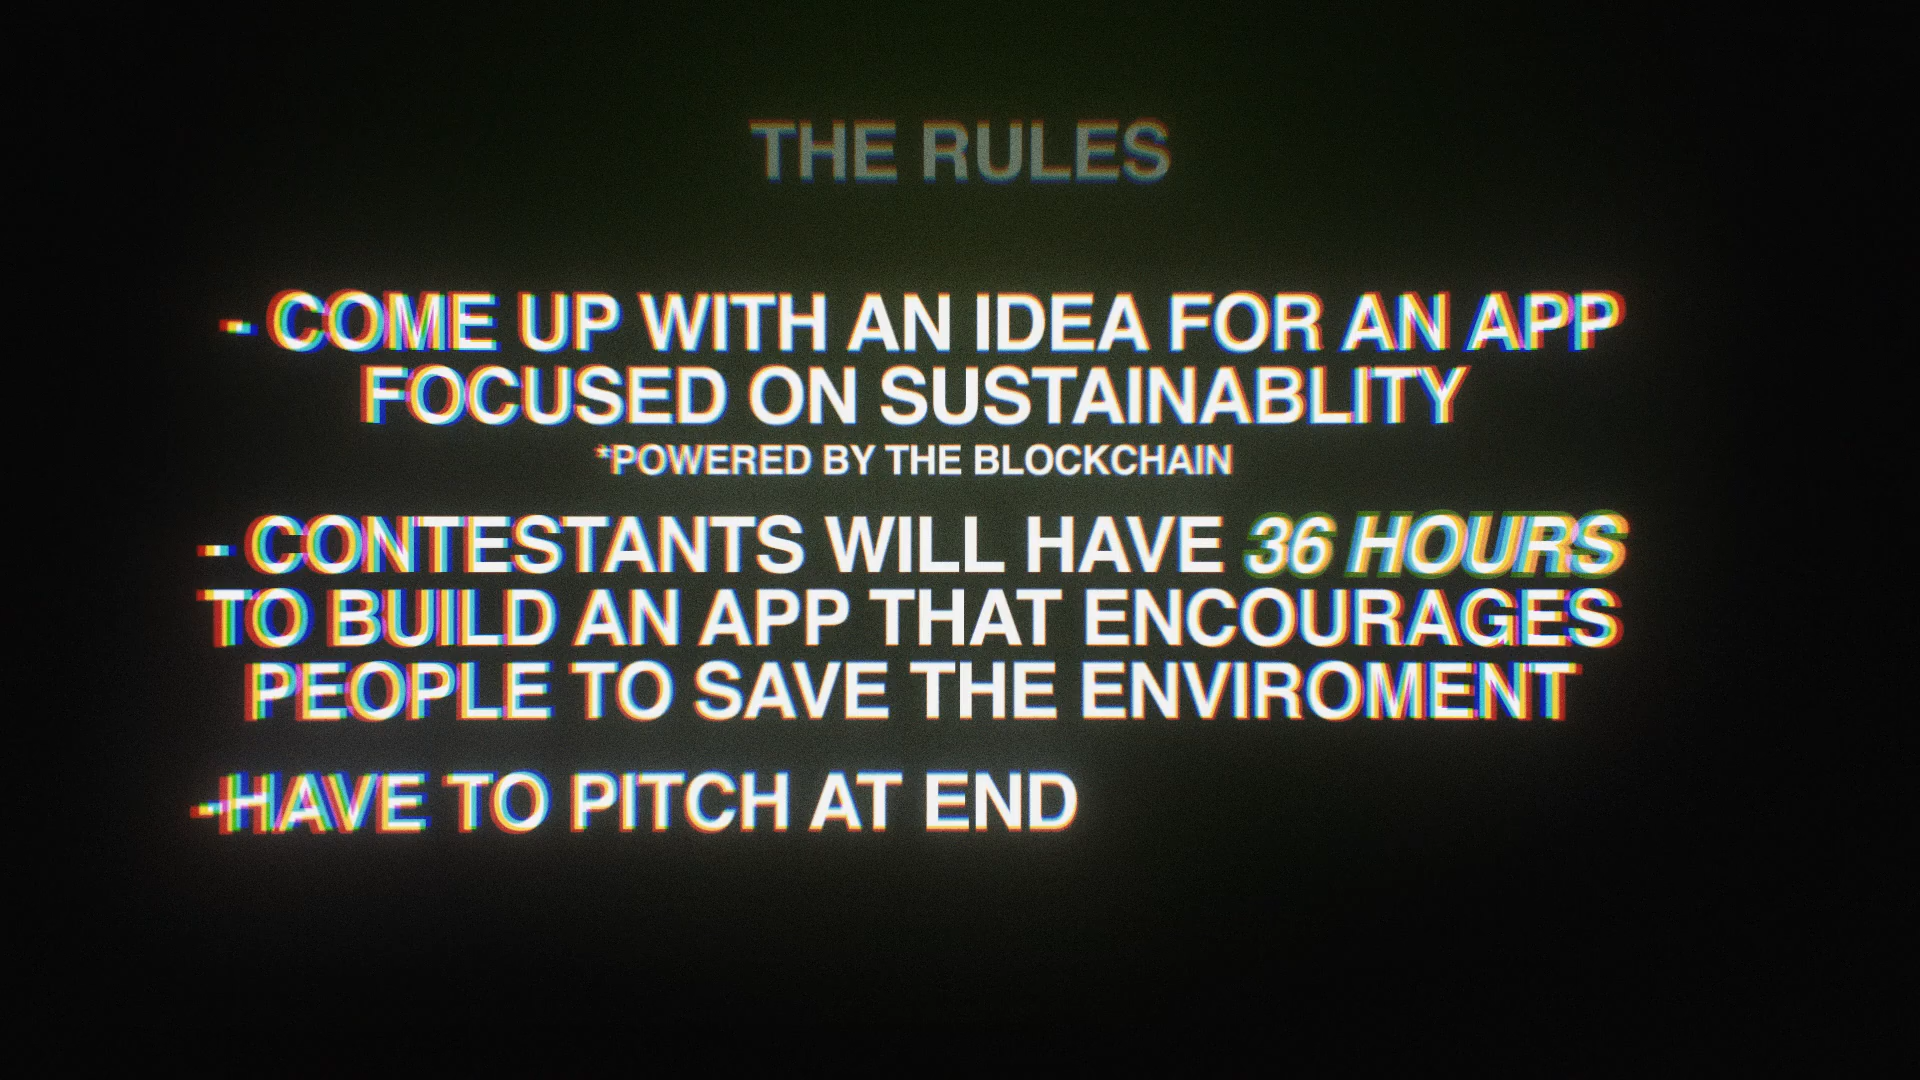 THE RULES
- COME UP WITH AN IDEA FOR AN APP
FOCUSED ON SUSTAINABLITY
*POWERED BY THE BLOCKCHAIN
- CONTESTANTS WILL HAVE 36 HOURS
TO BUILD AN APP THAT ENCOURAGES
PEOPLE TO SAVE THE ENVIROMENT
-HAVE TO PITCH AT END